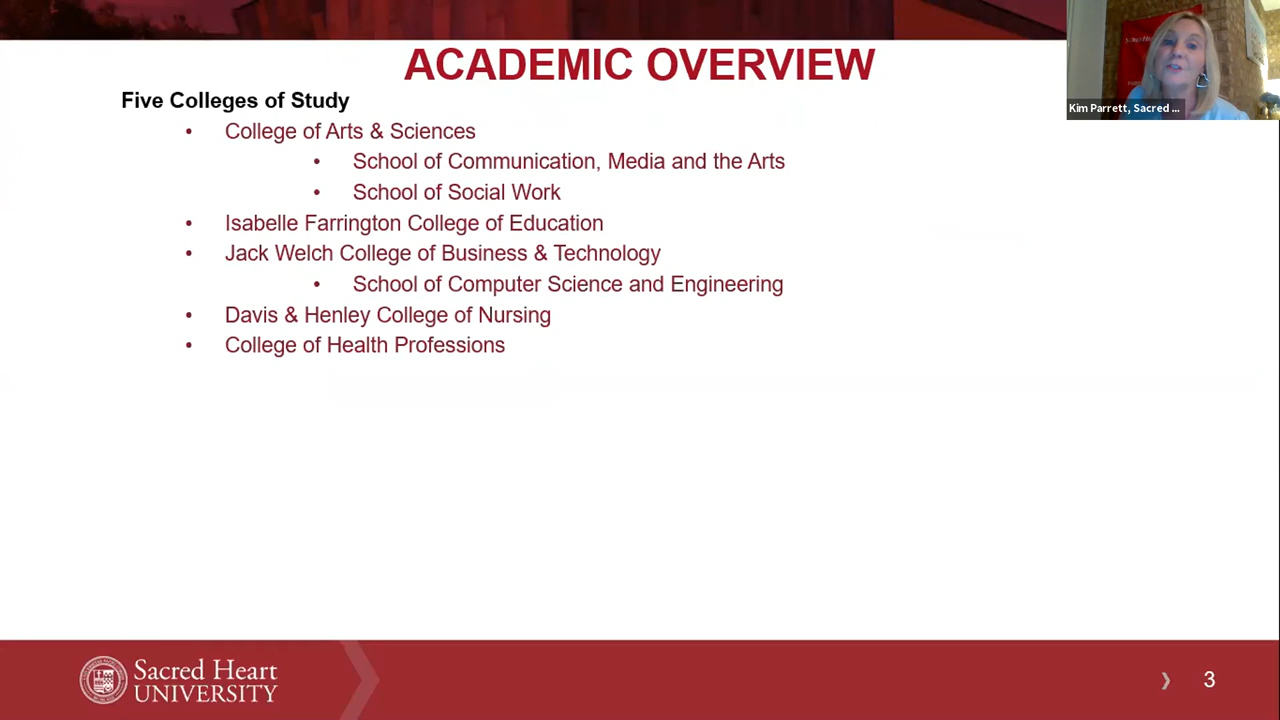 ACADEMIC OVERVIEW
Five Colleges of Study
• College of Arts & Sciences
• School of Communication, Media and the Arts
• School of Social Work
• Isabelle Farrington College of Education
• Jack Welch College of Business & Technology
• School of Computer Science and Engineering
• Davis & Henley College of Nursing
• College of Health Professions
Kim Parrett, Sacred ...
Sacred Heart
UNIVERSITY
3